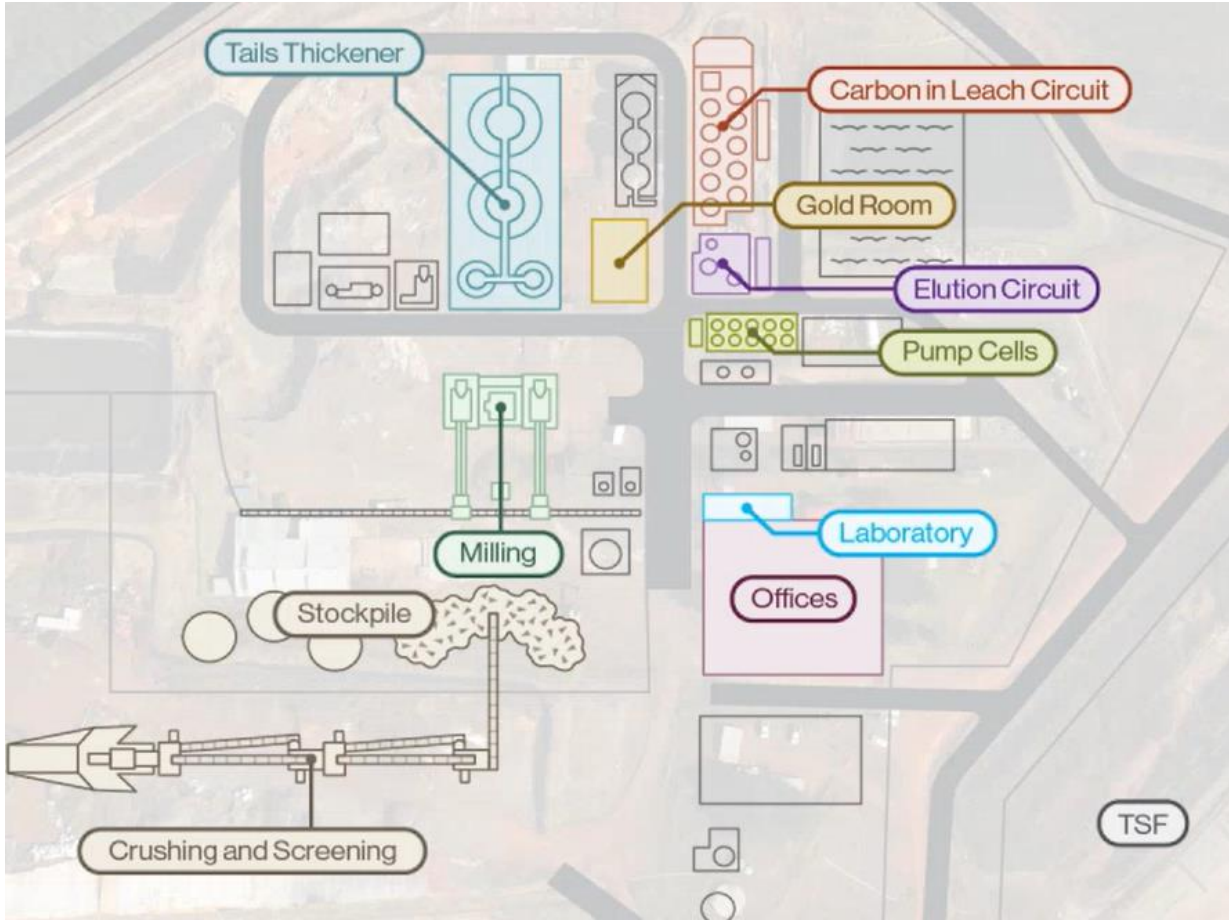 Tails Thickener
Carbon in Leach Circuit
Gold Room
Elution Circuit
Pump Cells
Laboratory
Milling
Offices
Stockpile
TSF
Crushing and Screening